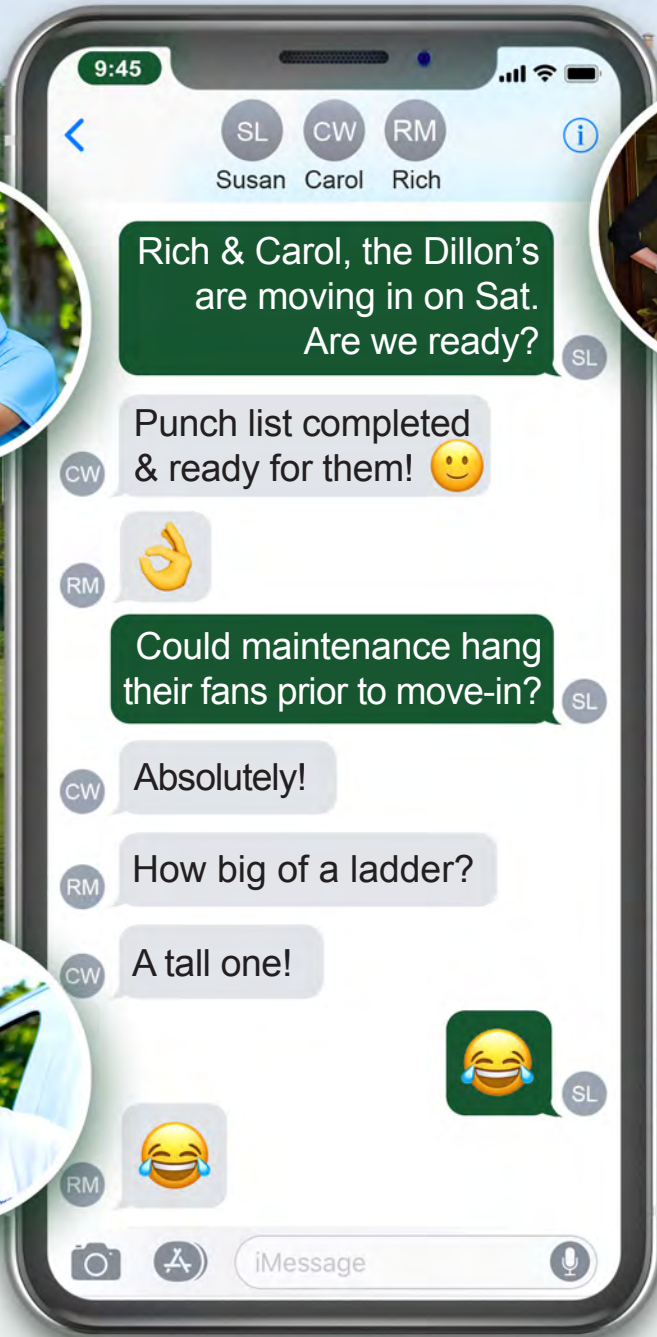 9:45
SL CW RM
Susan Carol Rich
Rich & Carol, the Dillon's
are moving in on Sat.
Are we ready?
SL
Punch list completed
& ready for them! 🙂
CW
👌
RM
Could maintenance hang
their fans prior to move-in?
SL
Absolutely!
CW
How big of a ladder?
RM
A tall one!
CW
😂
SL
😂
RM
iMessage